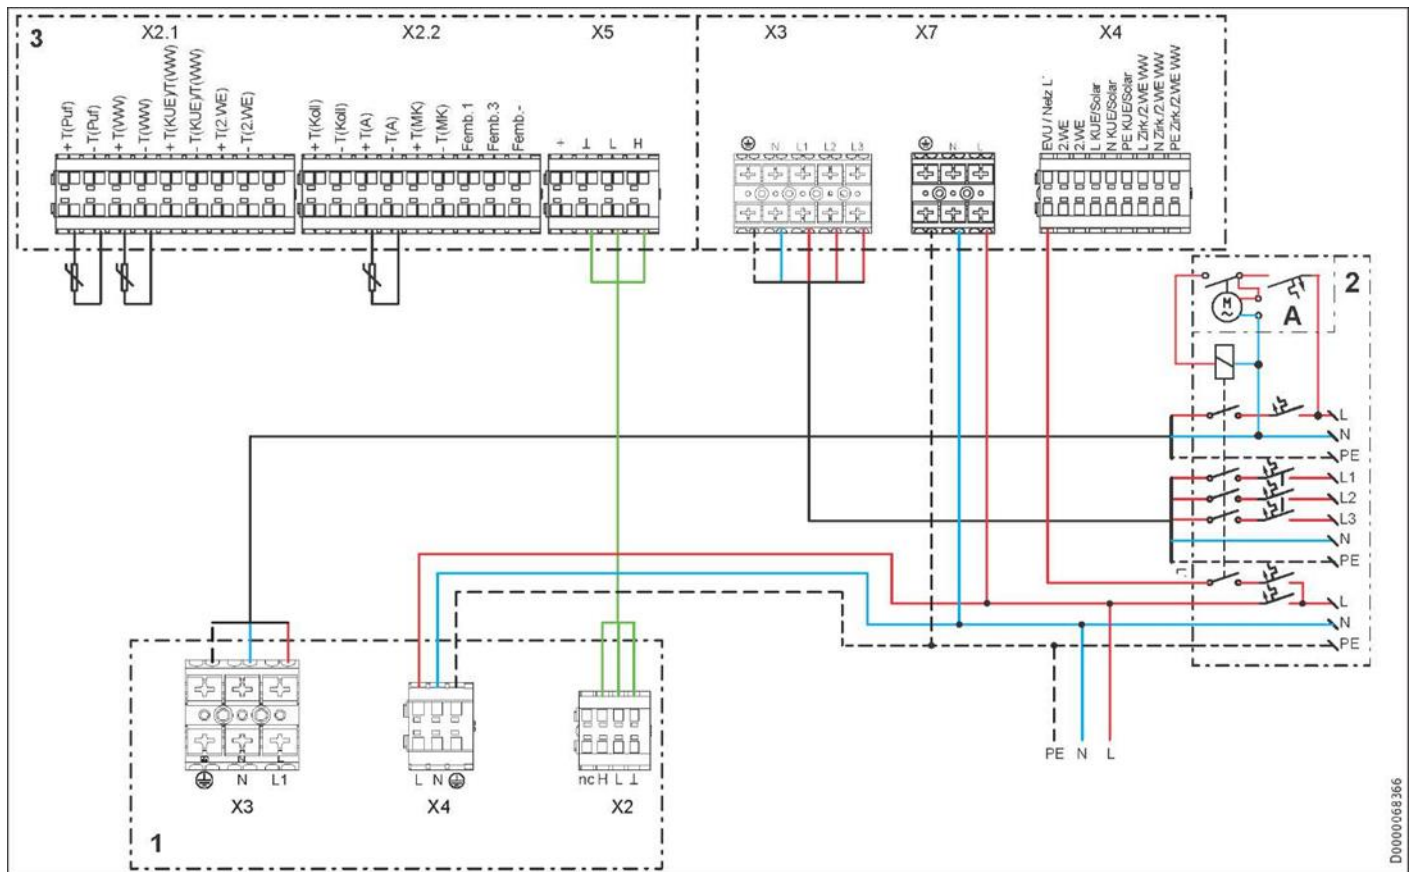 3
X2.1
X2.2
X5
X3
X7
X4
+ T(Puf)
- T(Puf)
+ T(WW)
- T(WW)
+ T(KUE)/T(WW)
- T(KUE)/T(WW)
+ T(2.WE)
- T(2.WE)
+ T(Koll)
- T(Koll)
+ T(A)
- T(A)
+ T(MK)
- T(MK)
Femb.1
Femb.3
Femb.-
+
⊥
L
H
N
L1
L2
L3
N
L
EVU / Netz L'
2.WE
2.WE
L KUE/Solar
N KUE/Solar
PE KUE/Solar
L Zirk./2.WE WW
N Zirk./2.WE WW
PE Zirk./2.WE WW
2
M
~
A
L
N
PE
L1
L2
L3
N
PE
L
N
PE
PE N L
N L
N L1
X3
L N
X4
nc H L ⊥
X2
1
D0000068366